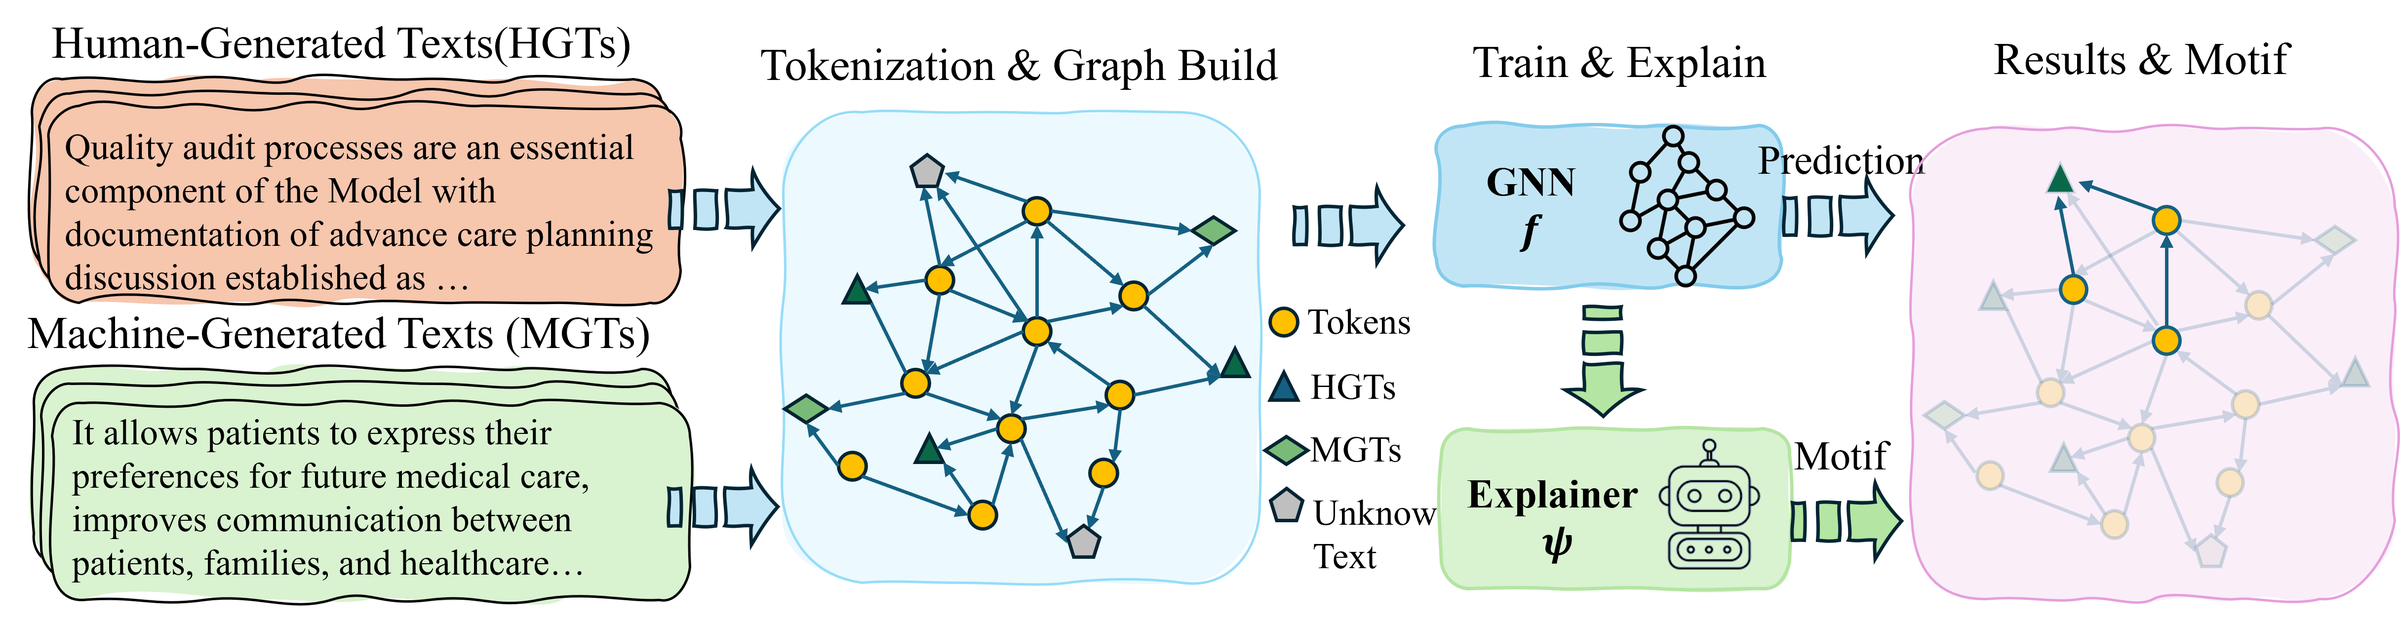 Human-Generated Texts(HGTs)
Quality audit processes are an essential
component of the Model with
documentation of advance care planning
discussion established as …
Machine-Generated Texts (MGTs)
It allows patients to express their
preferences for future medical care,
improves communication between
patients, families, and healthcare…
Tokenization & Graph Build
Tokens
HGTs
MGTs
Unknow
Text
Train & Explain
GNN
f
Explainer
ψ
Prediction
Motif
Results & Motif